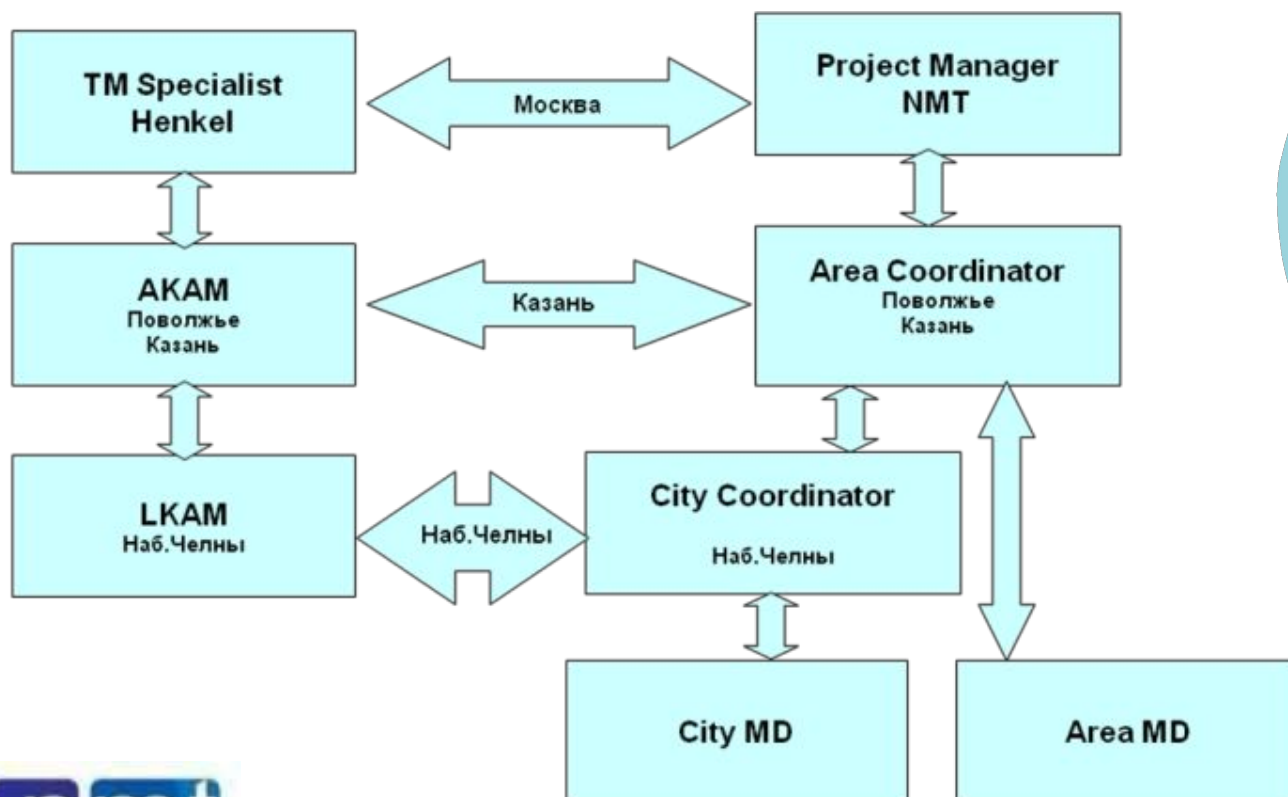 TM Specialist
Henkel
Москва
Project Manager
NMT
AKAM
Поволжье
Казань
Казань
Area Coordinator
Поволжье
Казань
LKAM
Наб.Челны
Наб.Челны
City Coordinator
Наб.Челны
City MD
Area MD